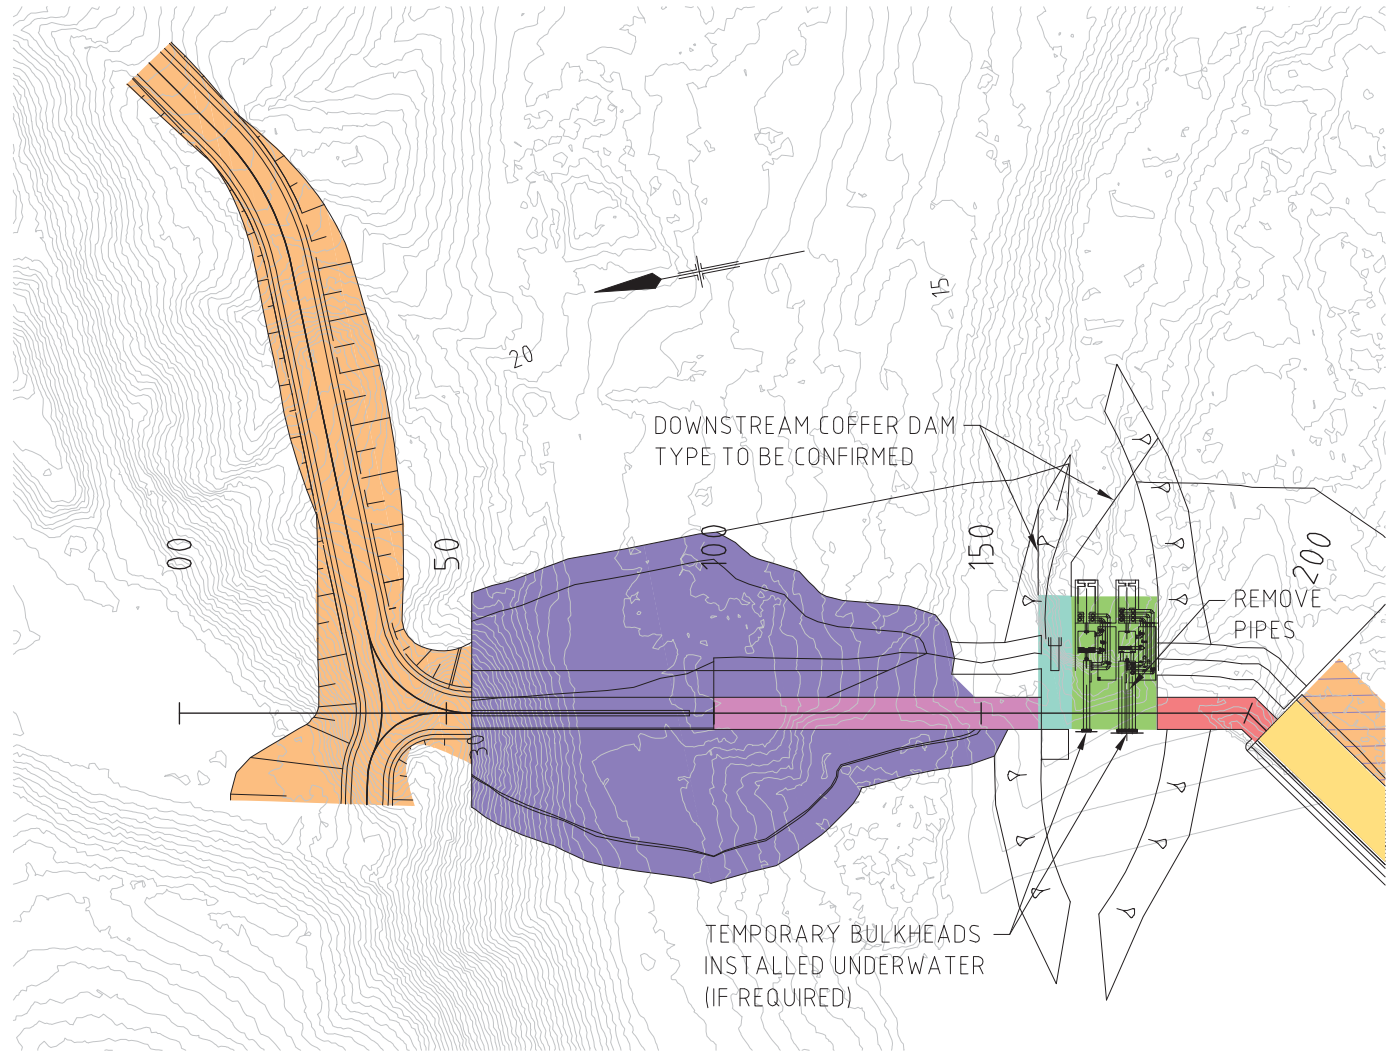 15
20
DOWNSTREAM COFFER DAM
TYPE TO BE CONFIRMED
00
50
100
150
200
REMOVE
PIPES
30
TEMPORARY BULKHEADS
INSTALLED UNDERWATER
(IF REQUIRED)